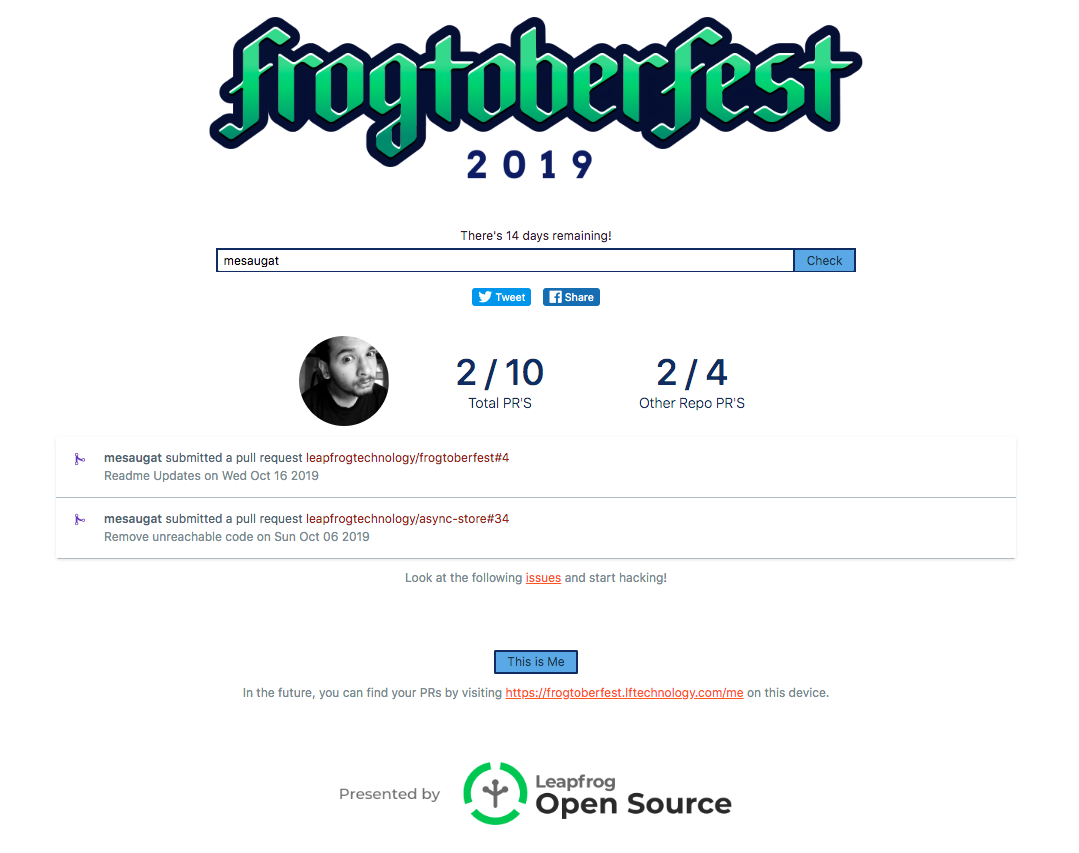 frogtoberfest
2019
There's 14 days remaining!
mesaugat Check
Tweet Share
2 / 10 2 / 4
Total PR'S Other Repo PR'S
mesaugat submitted a pull request leapfrogtechnology/frogtoberfest#4
Readme Updates on Wed Oct 16 2019
mesaugat submitted a pull request leapfrogtechnology/async-store#34
Remove unreachable code on Sun Oct 06 2019
Look at the following issues and start hacking!
This is Me
In the future, you can find your PRs by visiting https://frogtoberfest.lftechnology.com/me on this device.
Presented by
Leapfrog
Open Source